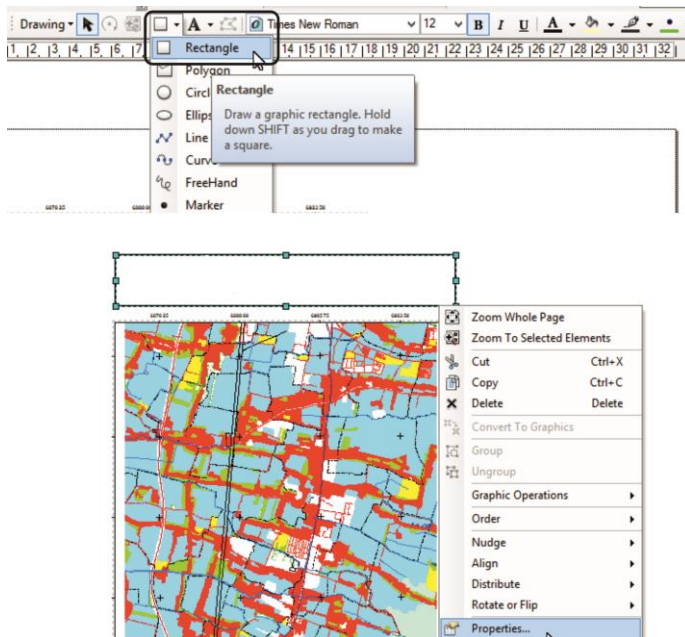 Drawing A Times New Roman 12 B I U A
1 2 3 4 5 6 7 14 15 16 17 18 19 20 21 22 23 24 25 26 27 28 29 30 31 32
Rectangle
Polygon
Circl
Rectangle
Draw a graphic rectangle. Hold
down SHIFT as you drag to make
a square.
Ellips
Line
Curv
FreeHand
Marker
Zoom Whole Page
Zoom To Selected Elements
Cut Ctrl+X
Copy Ctrl+C
Delete Delete
Convert To Graphics
Group
Ungroup
Graphic Operations
Order
Nudge
Align
Distribute
Rotate or Flip
Properties...